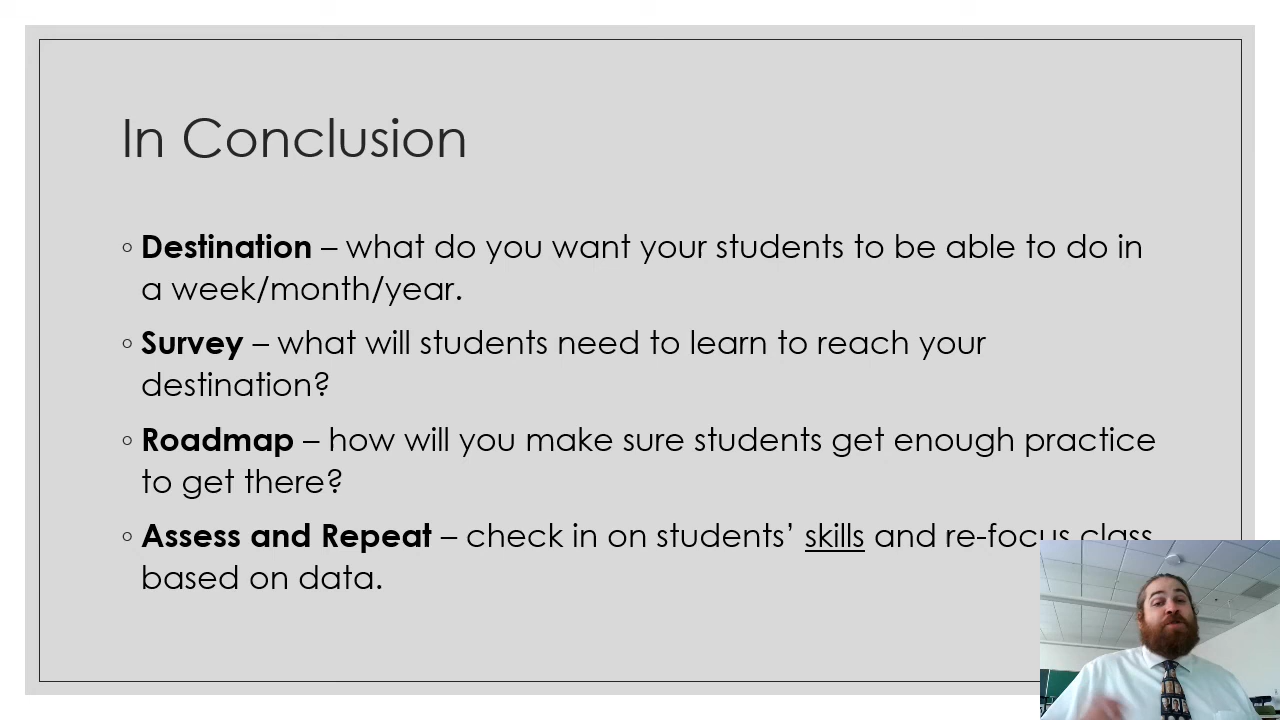 In Conclusion
◦ Destination – what do you want your students to be able to do in
a week/month/year.
◦ Survey – what will students need to learn to reach your
destination?
◦ Roadmap – how will you make sure students get enough practice
to get there?
◦ Assess and Repeat – check in on students’ skills and re-focus class
based on data.